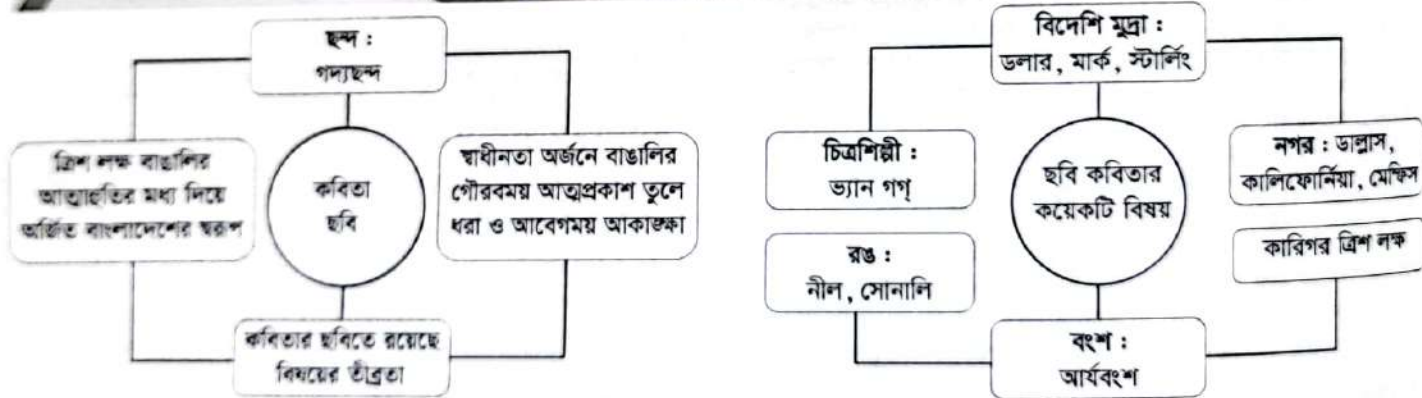 ছন্দ :
গদ্যছন্দ
ত্রিশ লক্ষ বাঙালির
আত্মাহুতির মধ্য দিয়ে
অর্জিত বাংলাদেশের স্বরূপ
কবিতা
ছবি
স্বাধীনতা অর্জনে বাঙালির
গৌরবময় আত্মপ্রকাশ তুলে
ধরা ও আবেগময় আকাঙ্ক্ষা
কবিতার ছবিতে রয়েছে
বিষয়ের তীব্রতা
বিদেশি মুদ্রা :
ডলার, মার্ক, স্টার্লিং
চিত্রশিল্পী :
ভ্যান গগ্
রঙ :
নীল, সোনালি
ছবি কবিতার
কয়েকটি বিষয়
নগর : ডাল্লাস,
কালিফোর্নিয়া, মেম্ফিস
কারিগর ত্রিশ লক্ষ
বংশ :
আর্যবংশ